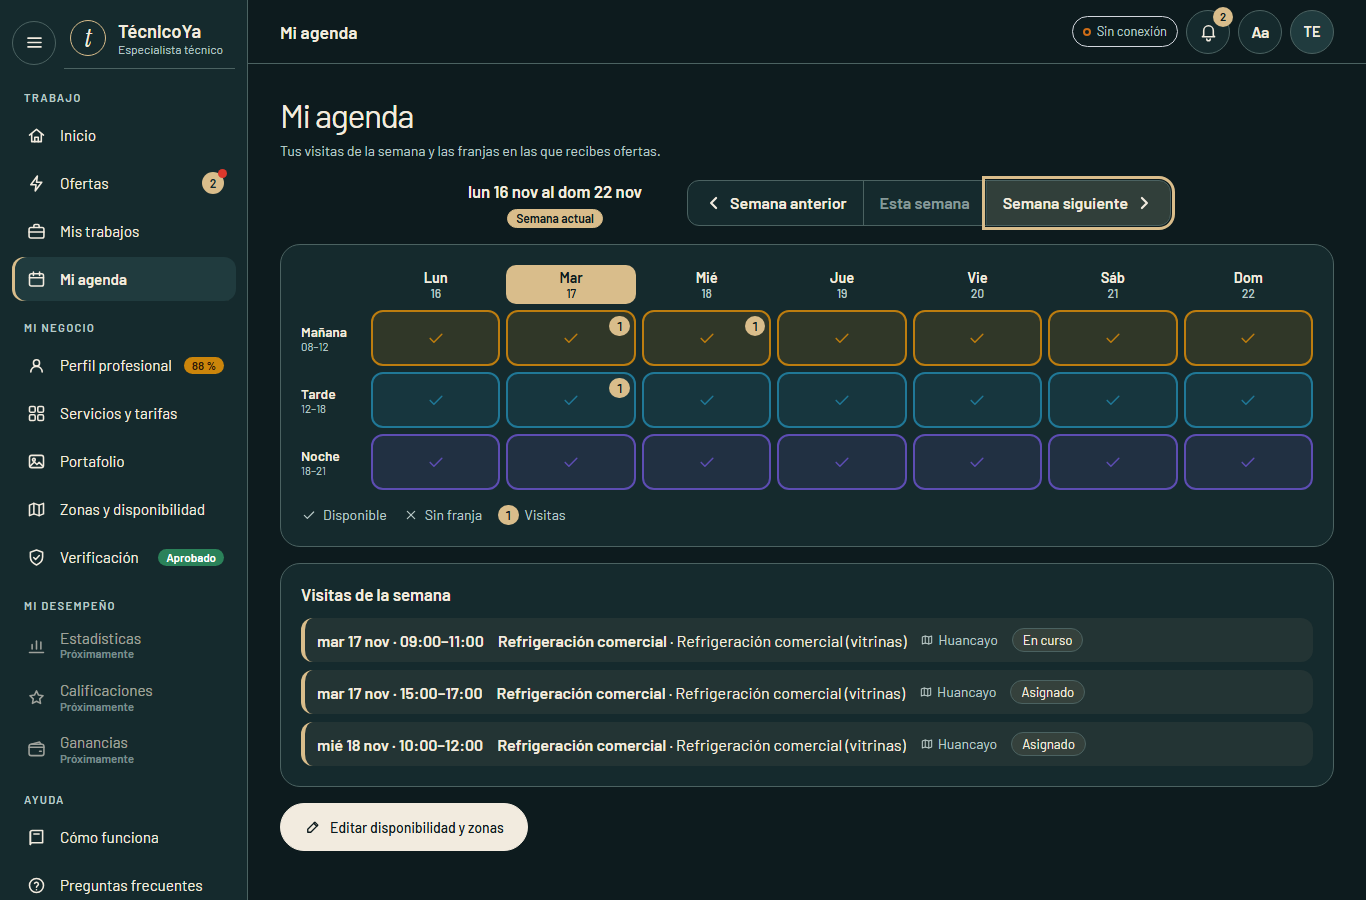 t
TécnicoYa
Especialista técnico
Mi agenda
Sin conexión
2
Aa
TE
TRABAJO
Inicio
Ofertas
2
Mis trabajos
Mi agenda
MI NEGOCIO
Perfil profesional
88 %
Servicios y tarifas
Portafolio
Zonas y disponibilidad
Verificación
Aprobado
MI DESEMPEÑO
Estadísticas
Próximamente
Calificaciones
Próximamente
Ganancias
Próximamente
AYUDA
Cómo funciona
Preguntas frecuentes
Mi agenda
Tus visitas de la semana y las franjas en las que recibes ofertas.
lun 16 nov al dom 22 nov
Semana actual
Semana anterior
Esta semana
Semana siguiente
Lun
16
Mar
17
Mié
18
Jue
19
Vie
20
Sáb
21
Dom
22
Mañana
08–12
1
1
Tarde
12–18
1
Noche
18–21
Disponible
Sin franja
1 Visitas
Visitas de la semana
mar 17 nov · 09:00–11:00 Refrigeración comercial · Refrigeración comercial (vitrinas) Huancayo En curso
mar 17 nov · 15:00–17:00 Refrigeración comercial · Refrigeración comercial (vitrinas) Huancayo Asignado
mié 18 nov · 10:00–12:00 Refrigeración comercial · Refrigeración comercial (vitrinas) Huancayo Asignado
Editar disponibilidad y zonas